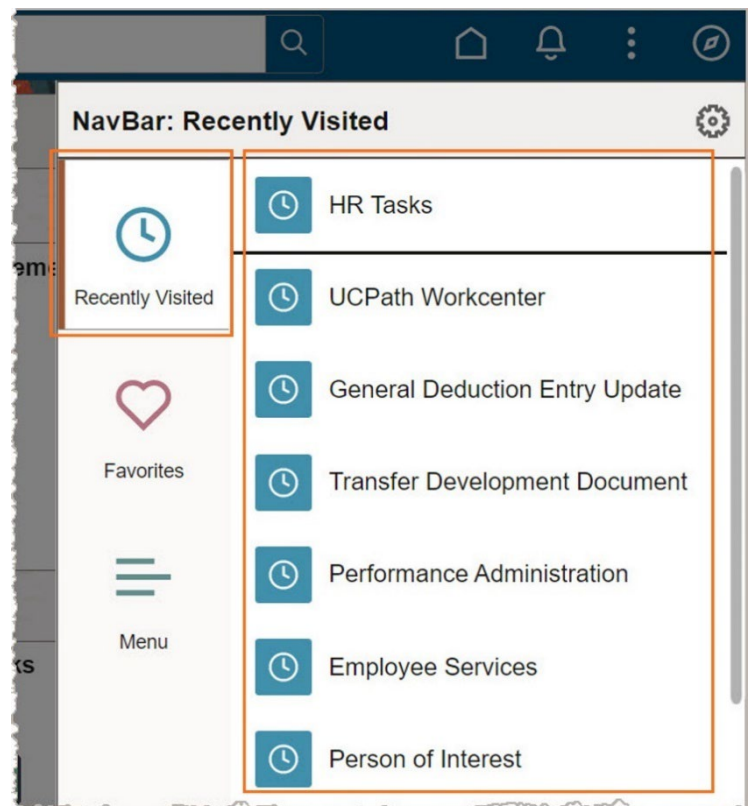 NavBar: Recently Visited
Recently Visited
HR Tasks
UCPath Workcenter
General Deduction Entry Update
Favorites
Transfer Development Document
Performance Administration
Menu
Employee Services
Person of Interest